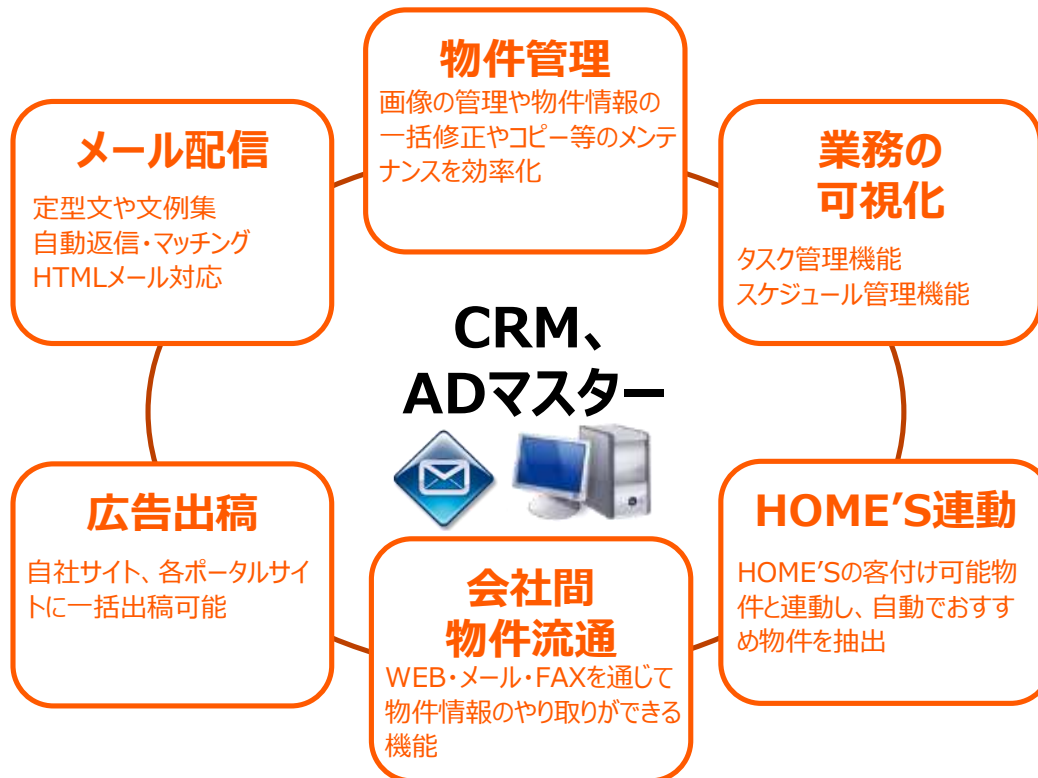 物件管理
画像の管理や物件情報の
一括修正やコピー等のメンテ
ナンスを効率化
メール配信
定型文や文例集
自動返信・マッチング
HTMLメール対応
業務の
可視化
タスク管理機能
スケジュール管理機能
CRM、
ADマスター
広告出稿
自社サイト、各ポータルサイ
トに一括出稿可能
HOME'S連動
HOME'Sの客付け可能物
件と連動し、自動でおすす
め物件を抽出
会社間
物件流通
WEB・メール・FAXを通じて
物件情報のやり取りができる
機能